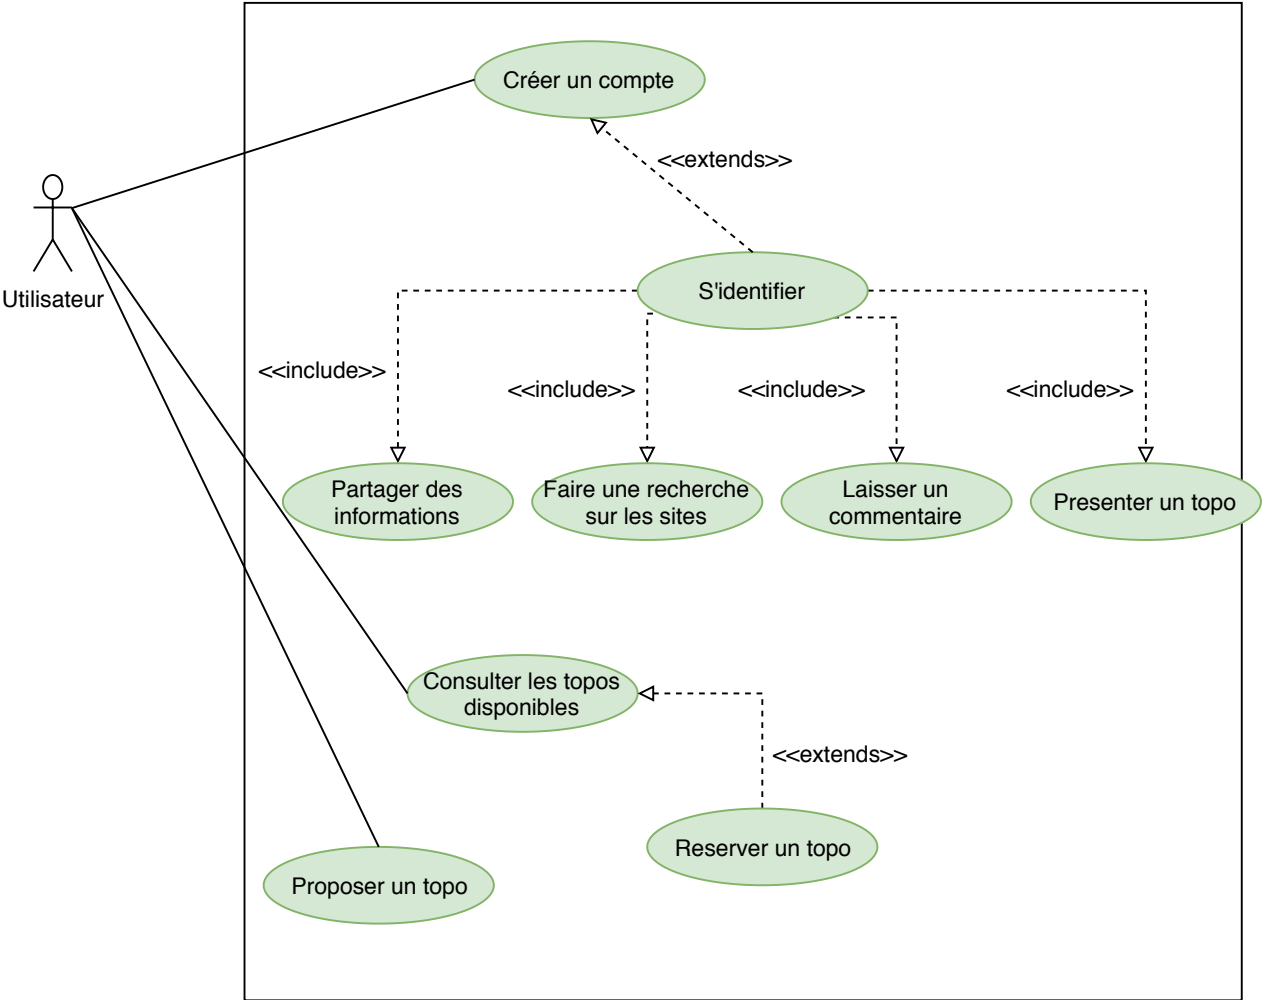 Créer un compte
<<extends>>
Utilisateur
S'identifier
<<include>>
<<include>>
<<include>>
<<include>>
Partager des
informations
Faire une recherche
sur les sites
Laisser un
commentaire
Presenter un topo
Consulter les topos
disponibles
<<extends>>
Reserver un topo
Proposer un topo